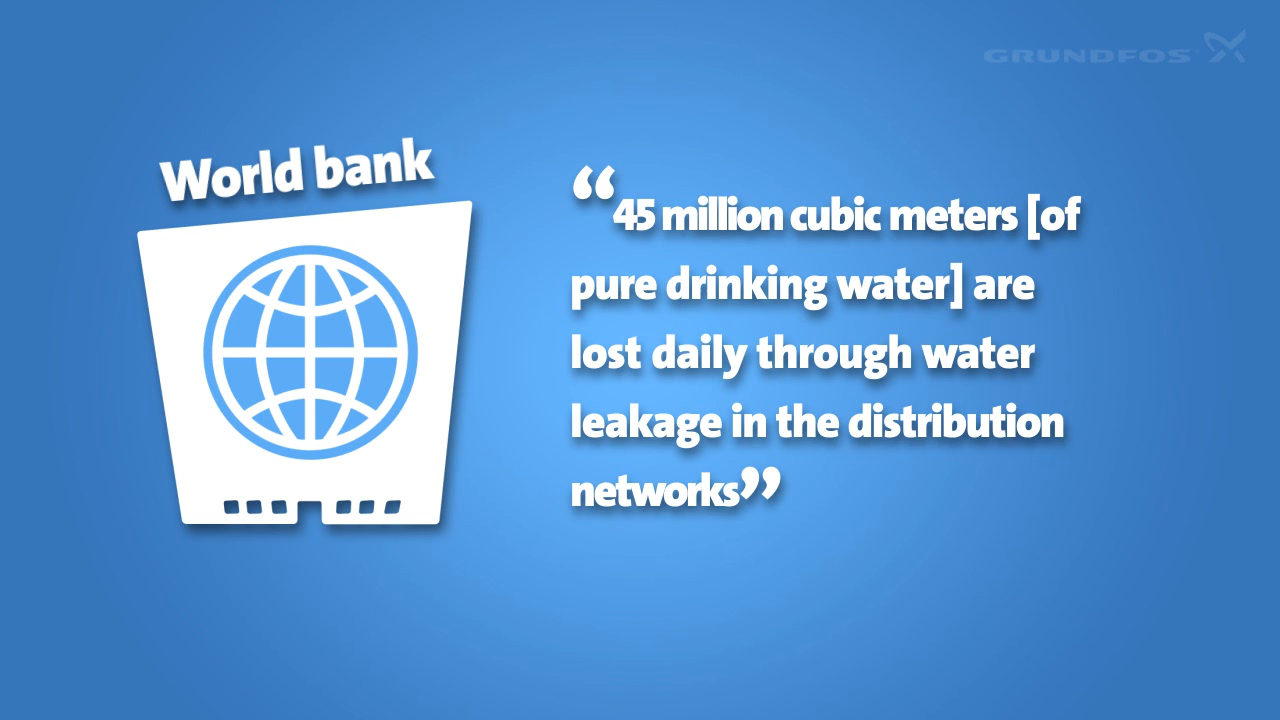 GRUNDFOS
World bank
“45 million cubic meters [of
pure drinking water] are
lost daily through water
leakage in the distribution
networks”